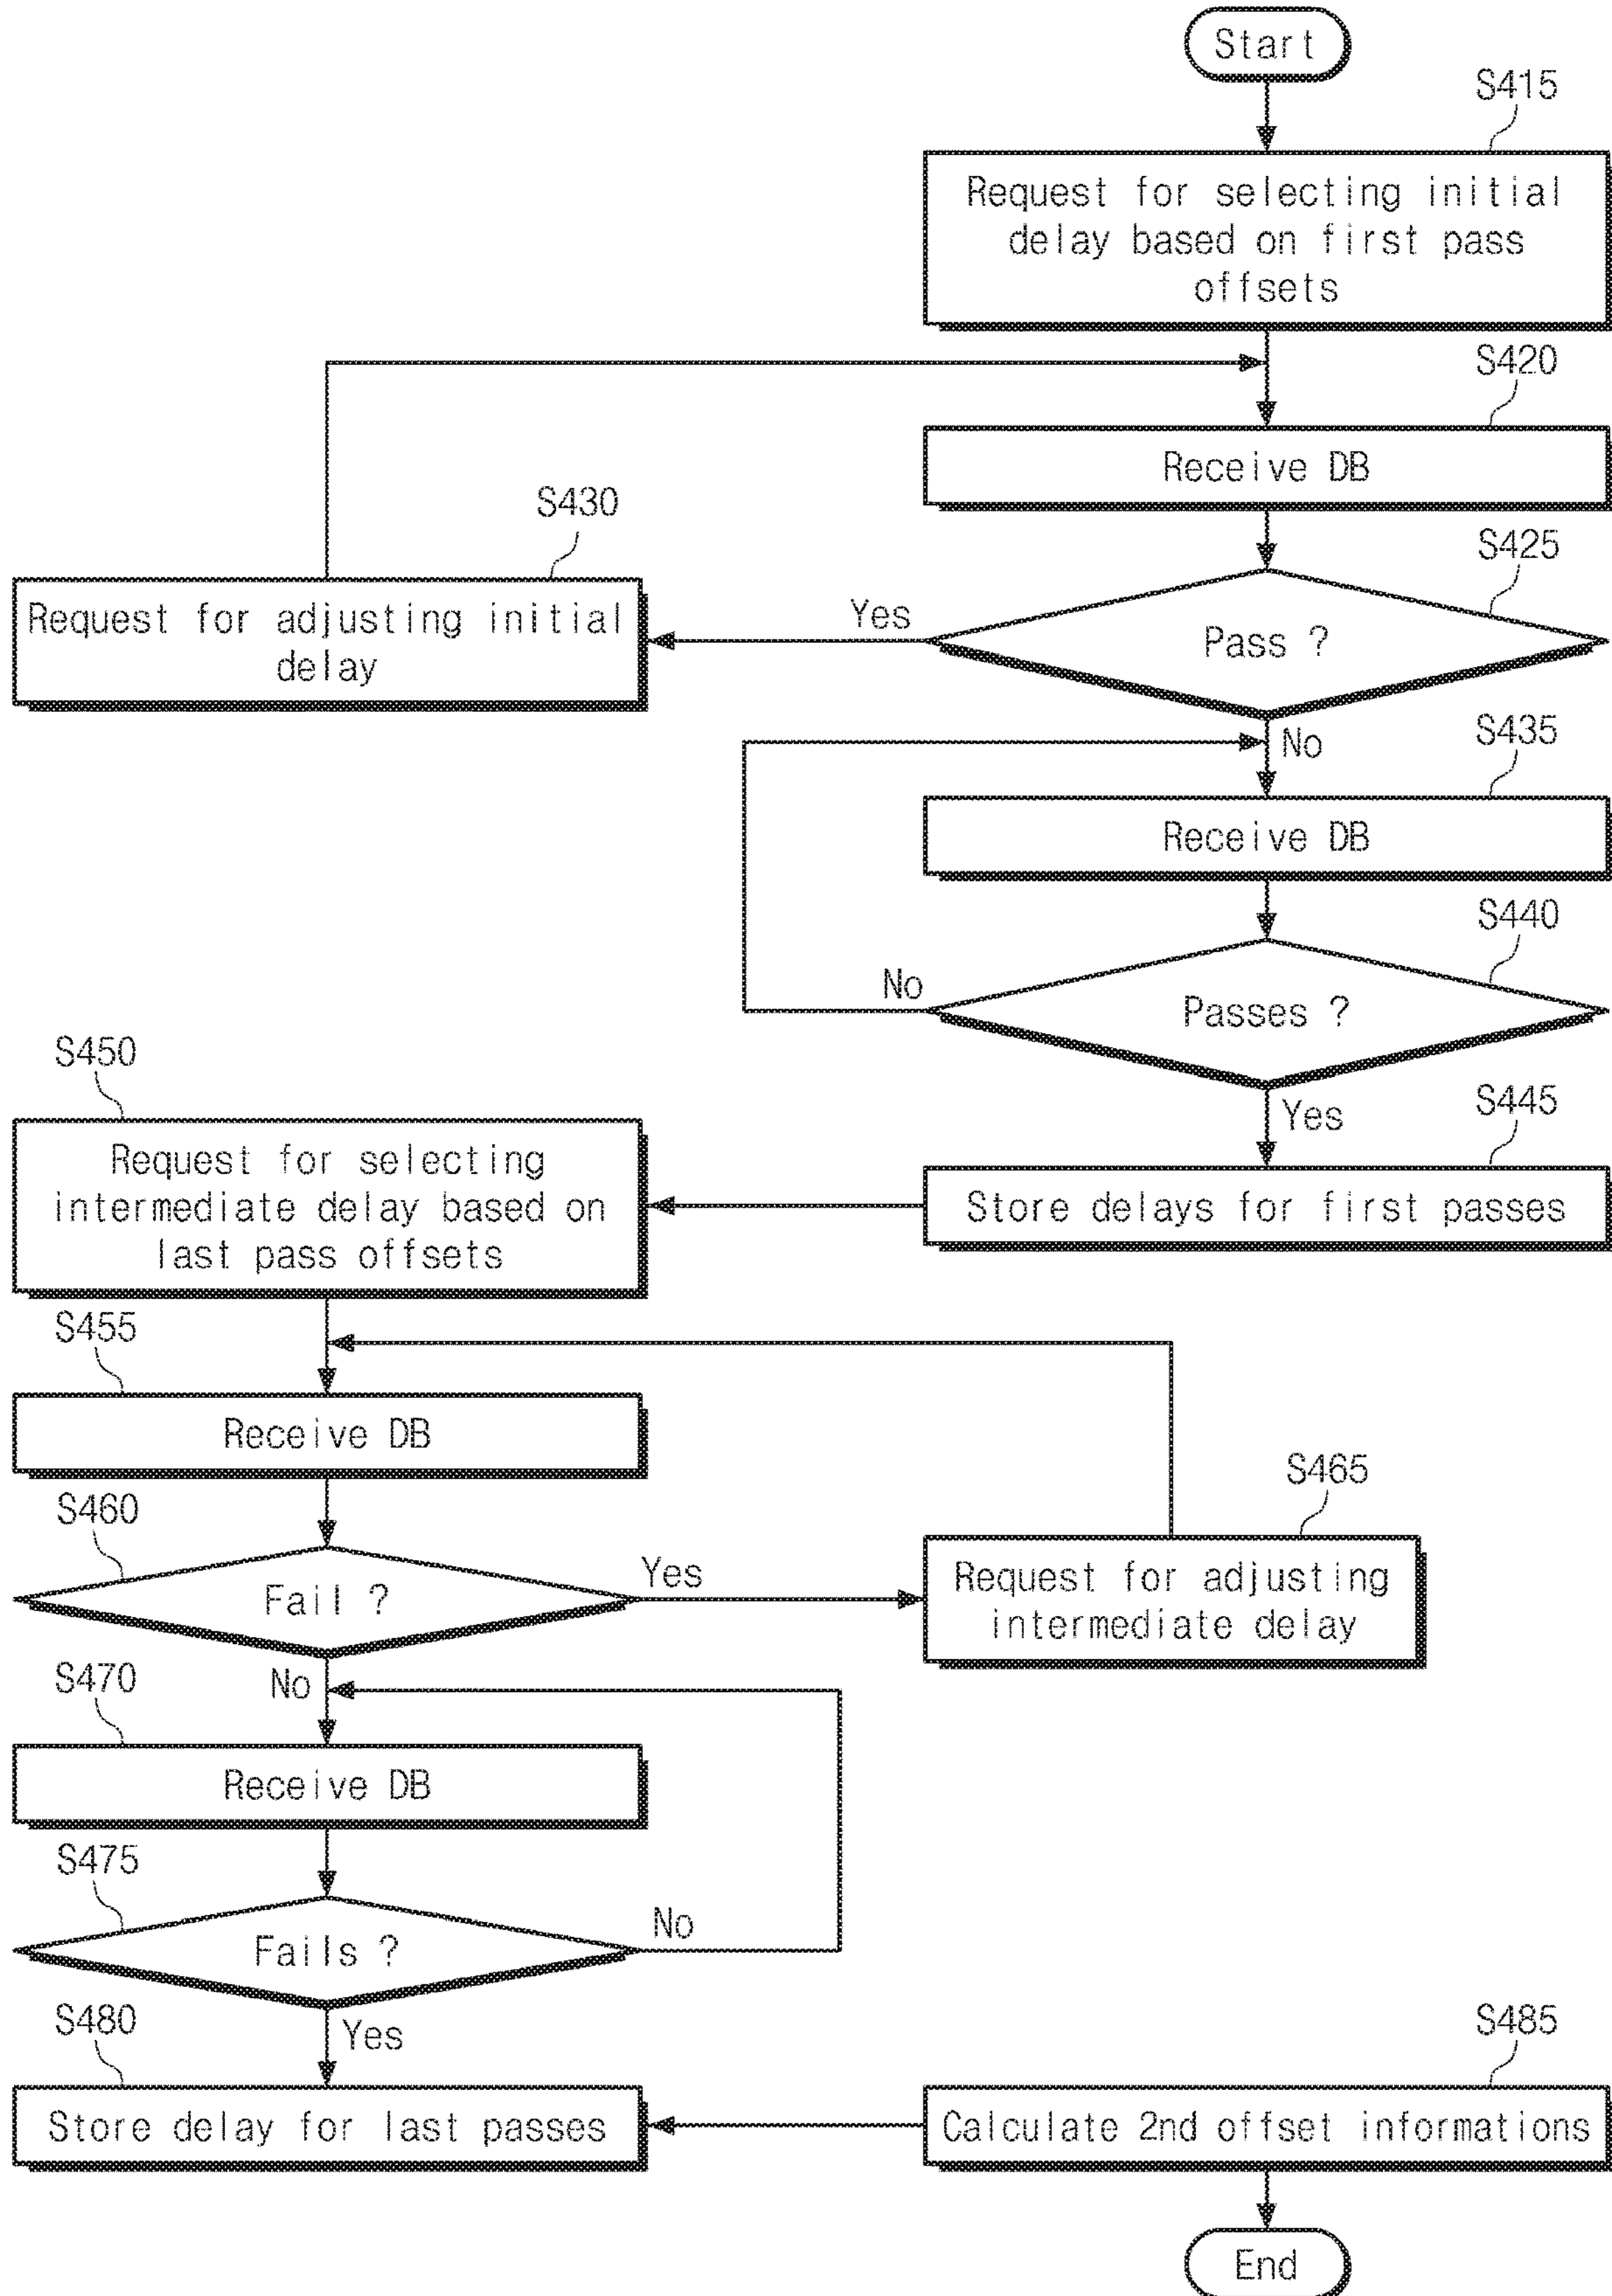 Start
S415
Request for selecting initial
delay based on first pass
offsets
S420
Receive DB
S430
S425
Request for adjusting initial
delay
Yes
Pass ?
S435
No
Receive DB
S440
No
Passes ?
S450
S445
Yes
Request for selecting
intermediate delay based on
last pass offsets
Store delays for first passes
S455
Receive DB
S465
S460
Yes
Fail ?
Request for adjusting
intermediate delay
S470
No
Receive DB
S475
No
Fails ?
S480
Yes
S485
Store delay for last passes
Calculate 2nd offset informations
End